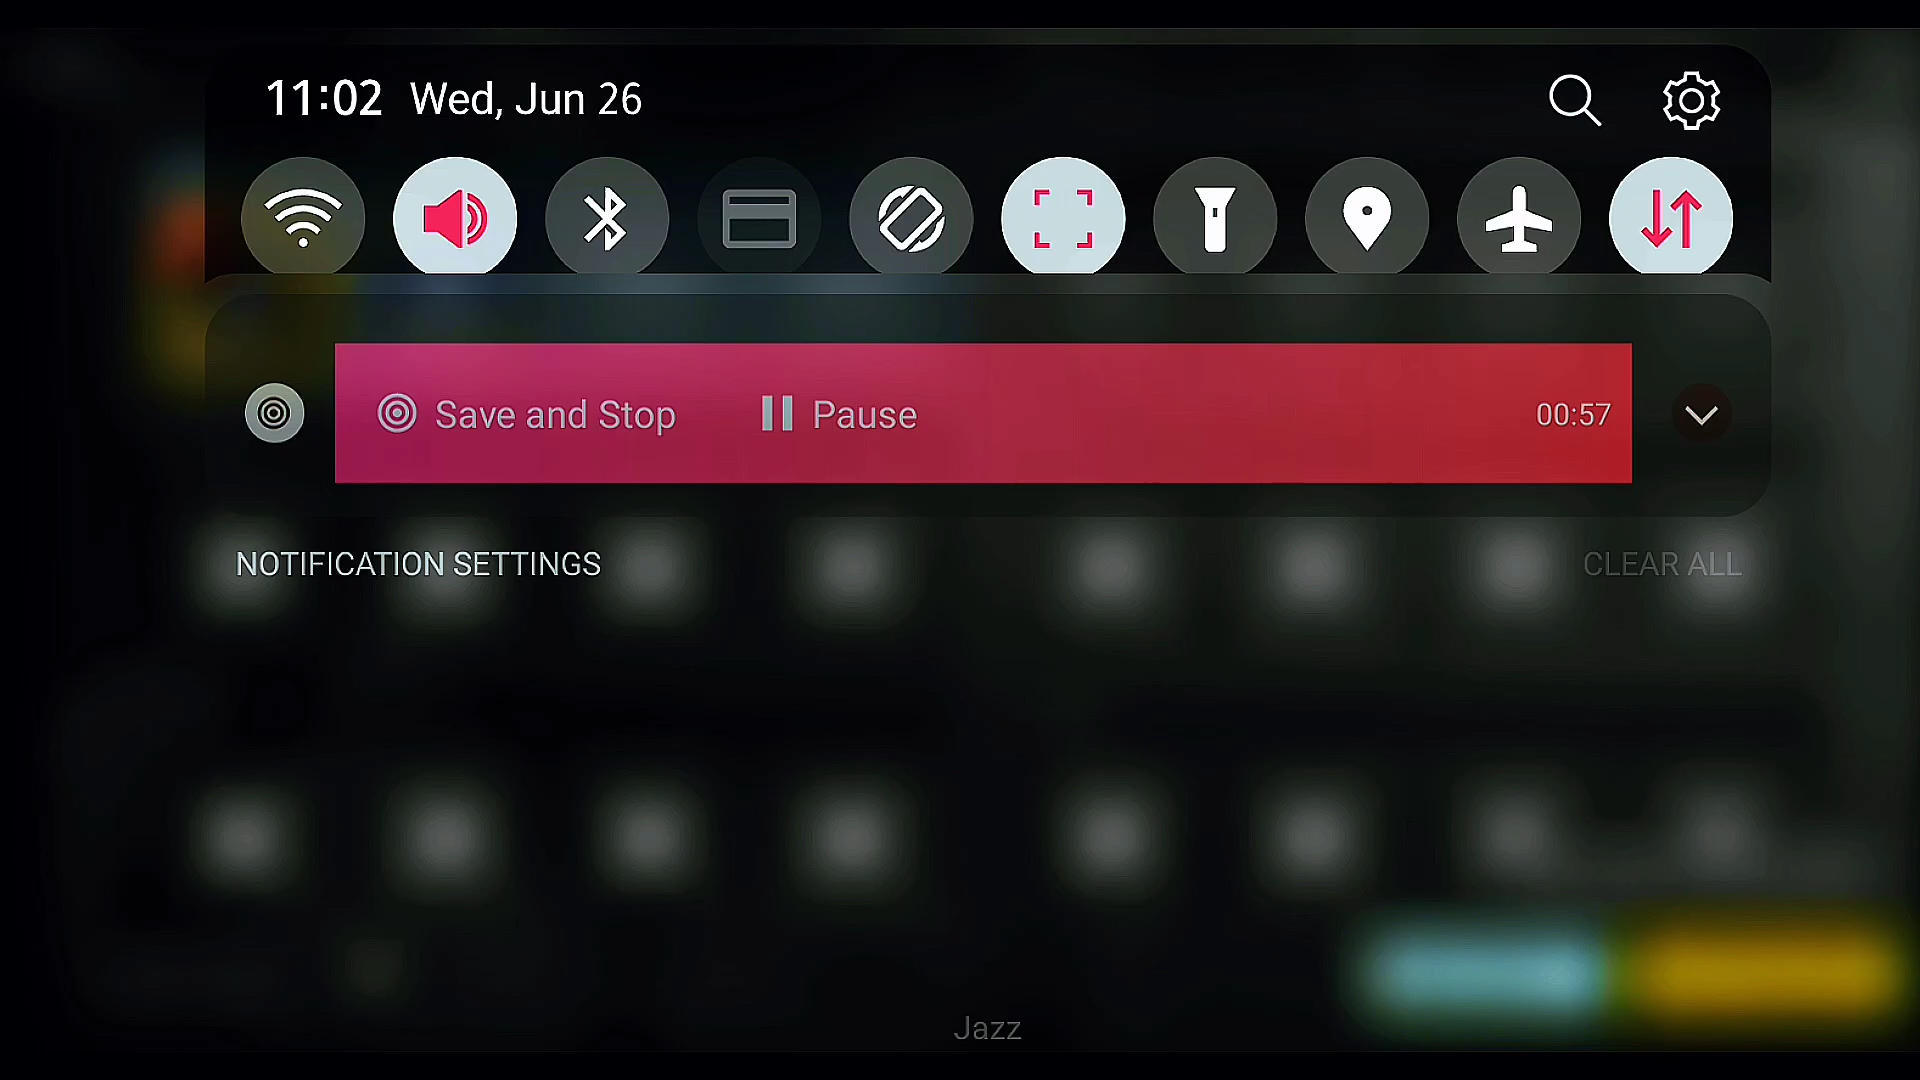 11:02 Wed, Jun 26
Save and Stop Pause 00:57
NOTIFICATION SETTINGS CLEAR ALL
Jazz